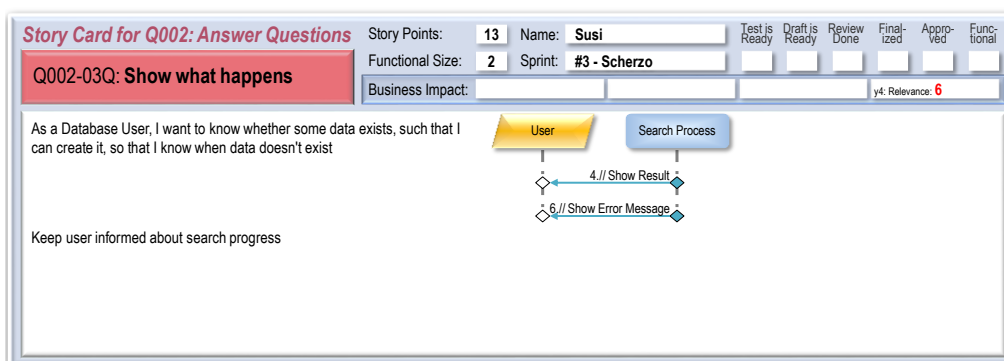 Story Card for Q002: Answer Questions
Q002-03Q: Show what happens
Story Points: 13 Name: Susi
Functional Size: 2 Sprint: #3 - Scherzo
Business Impact:
Test is
Ready
Draft is
Ready
Review
Done
Final-
ized
Appro-
ved
Func-
tional
y4: Relevance: 6
As a Database User, I want to know whether some data exists, such that I
can create it, so that I know when data doesn't exist
Keep user informed about search progress
User
Search Process
4.// Show Result
6.// Show Error Message